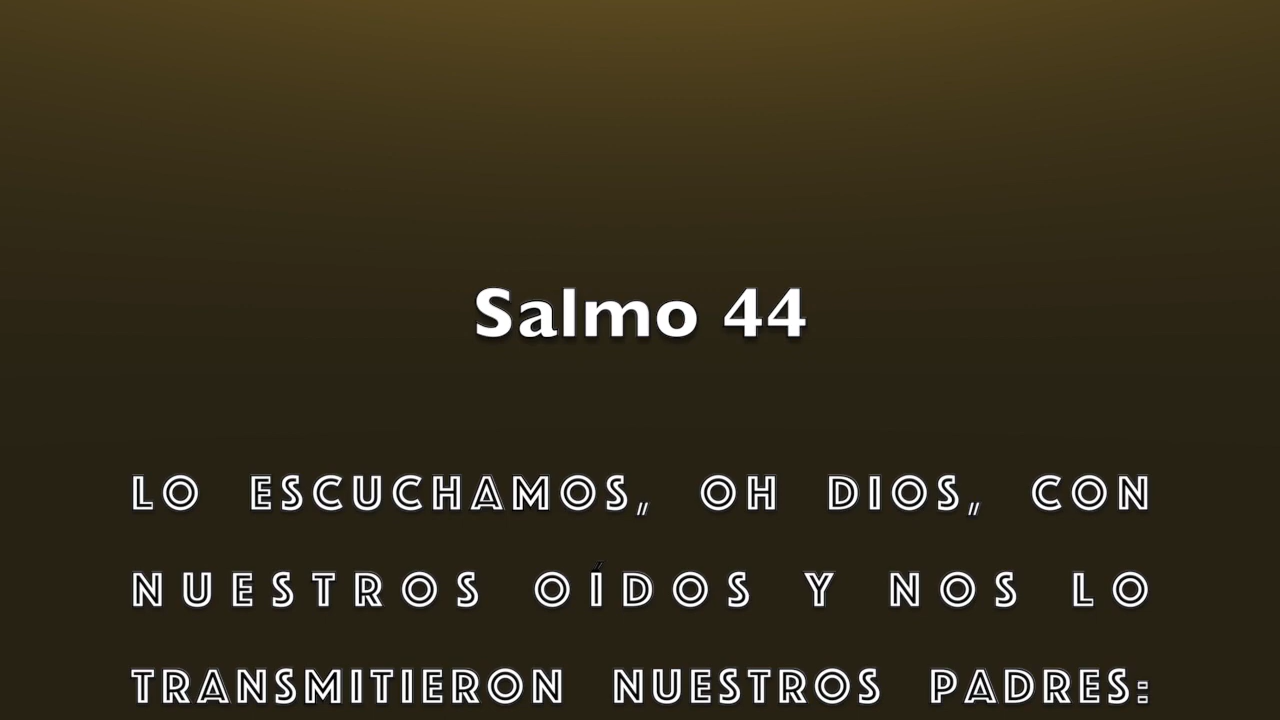 Salmo 44
LO ESCUCHAMOS, OH DIOS, CON
NUESTROS OÍDOS Y NOS LO
TRANSMITIERON NUESTROS PADRES: